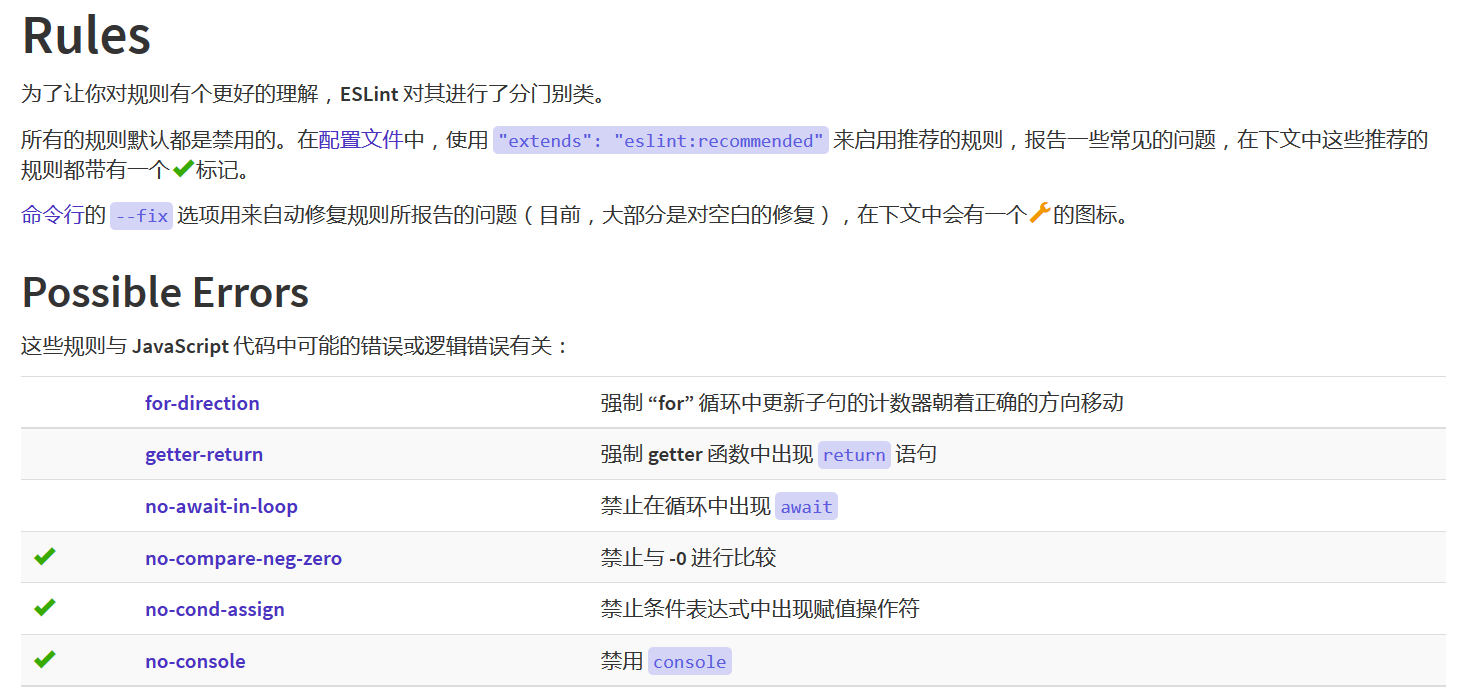 Rules
为了让你对规则有个更好的理解，ESLint 对其进行了分门别类。
所有的规则默认都是禁用的。在配置文件中，使用 "extends": "eslint:recommended" 来启用推荐的规则，报告一些常见的问题，在下文中这些推荐的
规则都带有一个✔标记。
命令行的 --fix 选项用来自动修复规则所报告的问题（目前，大部分是对空白的修复），在下文中会有一个🔧的图标。
Possible Errors
这些规则与 JavaScript 代码中可能的错误或逻辑错误有关：
for-direction 强制 “for” 循环中更新子句的计数器朝着正确的方向移动
getter-return 强制 getter 函数中出现 return 语句
no-await-in-loop 禁止在循环中出现 await
✔ no-compare-neg-zero 禁止与 -0 进行比较
✔ no-cond-assign 禁止条件表达式中出现赋值操作符
✔ no-console 禁用 console